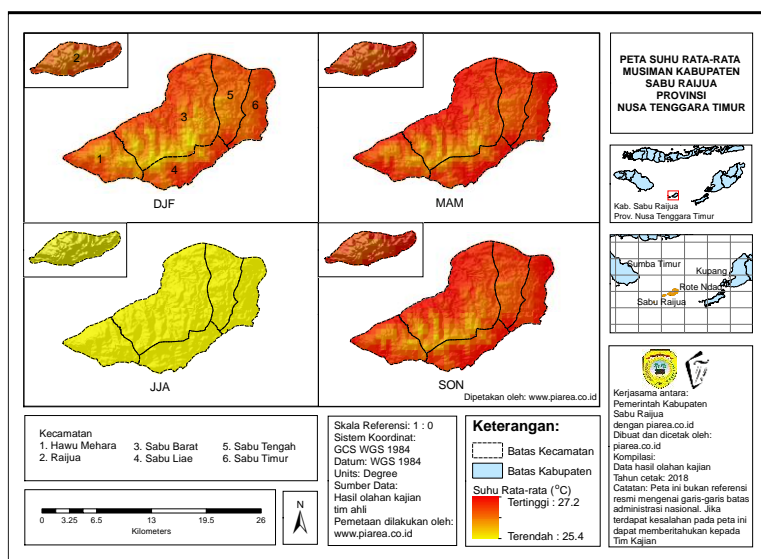 2
3
5
6
1
4
DJF
MAM
JJA
SON
Dipetakan oleh: www.piarea.co.id
PETA SUHU RATA-RATA
MUSIMAN KABUPATEN
SABU RAIJUA
PROVINSI
NUSA TENGGARA TIMUR
Kab. Sabu Raijua
Prov. Nusa Tenggara Timur
Sumba Timur
Kupang
Rote Ndao
Sabu Raijua
Kecamatan
1. Hawu Mehara
2. Raijua
3. Sabu Barat
4. Sabu Liae
5. Sabu Tengah
6. Sabu Timur
0 3.25 6.5 13 19.5 26
Kilometers
N
Skala Referensi: 1 : 0
Sistem Koordinat:
GCS WGS 1984
Datum: WGS 1984
Units: Degree
Sumber Data:
Hasil olahan kajian
tim ahli
Pemetaan dilakukan oleh:
www.piarea.co.id
Keterangan:
Batas Kecamatan
Batas Kabupaten
Suhu Rata-rata (°C)
Tertinggi : 27.2
Terendah : 25.4
Kerjasama antara:
Pemerintah Kabupaten
Sabu Raijua
dengan piarea.co.id
Dibuat dan dicetak oleh:
piarea.co.id
Kompilasi:
Data hasil olahan kajian
Tahun cetak: 2018
Catatan: Peta ini bukan referensi
resmi mengenai garis-garis batas
administrasi nasional. Jika
terdapat kesalahan pada peta ini
dapat memberitahukan kepada
Tim Kajian